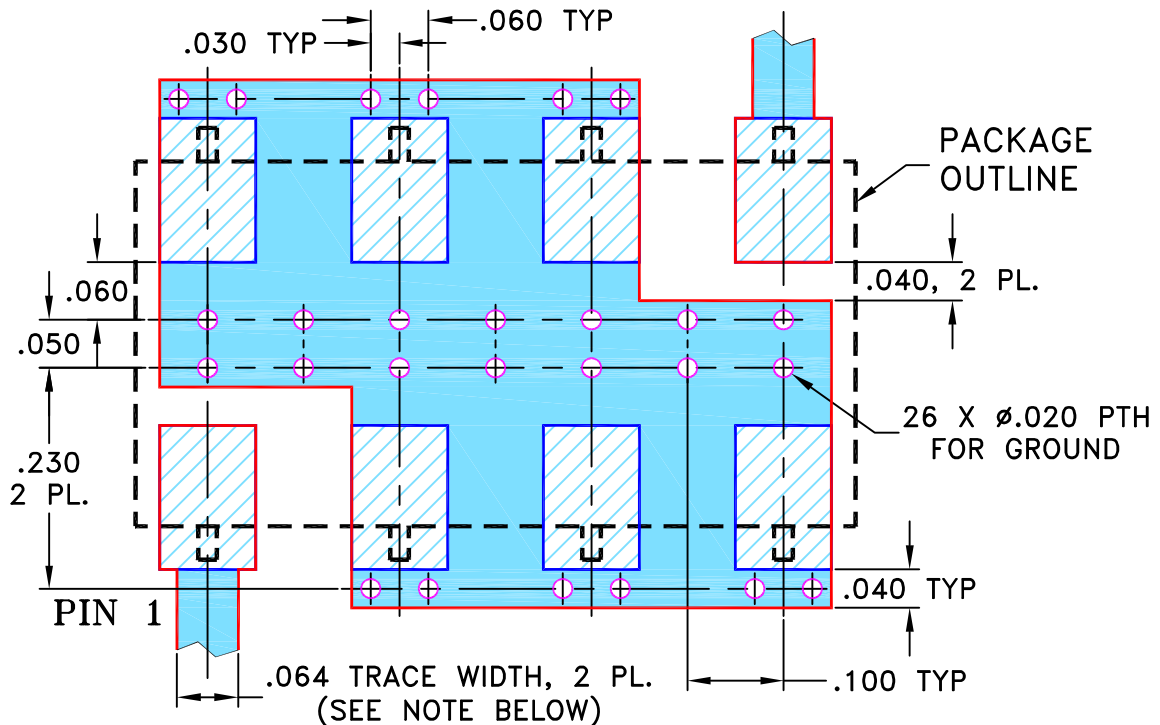 .060 TYP
.030 TYP
PACKAGE
OUTLINE
.060
.040, 2 PL.
.050
26 X ø.020 PTH
FOR GROUND
.230
2 PL.
.040 TYP
PIN 1
.064 TRACE WIDTH, 2 PL.
(SEE NOTE BELOW)
.100 TYP